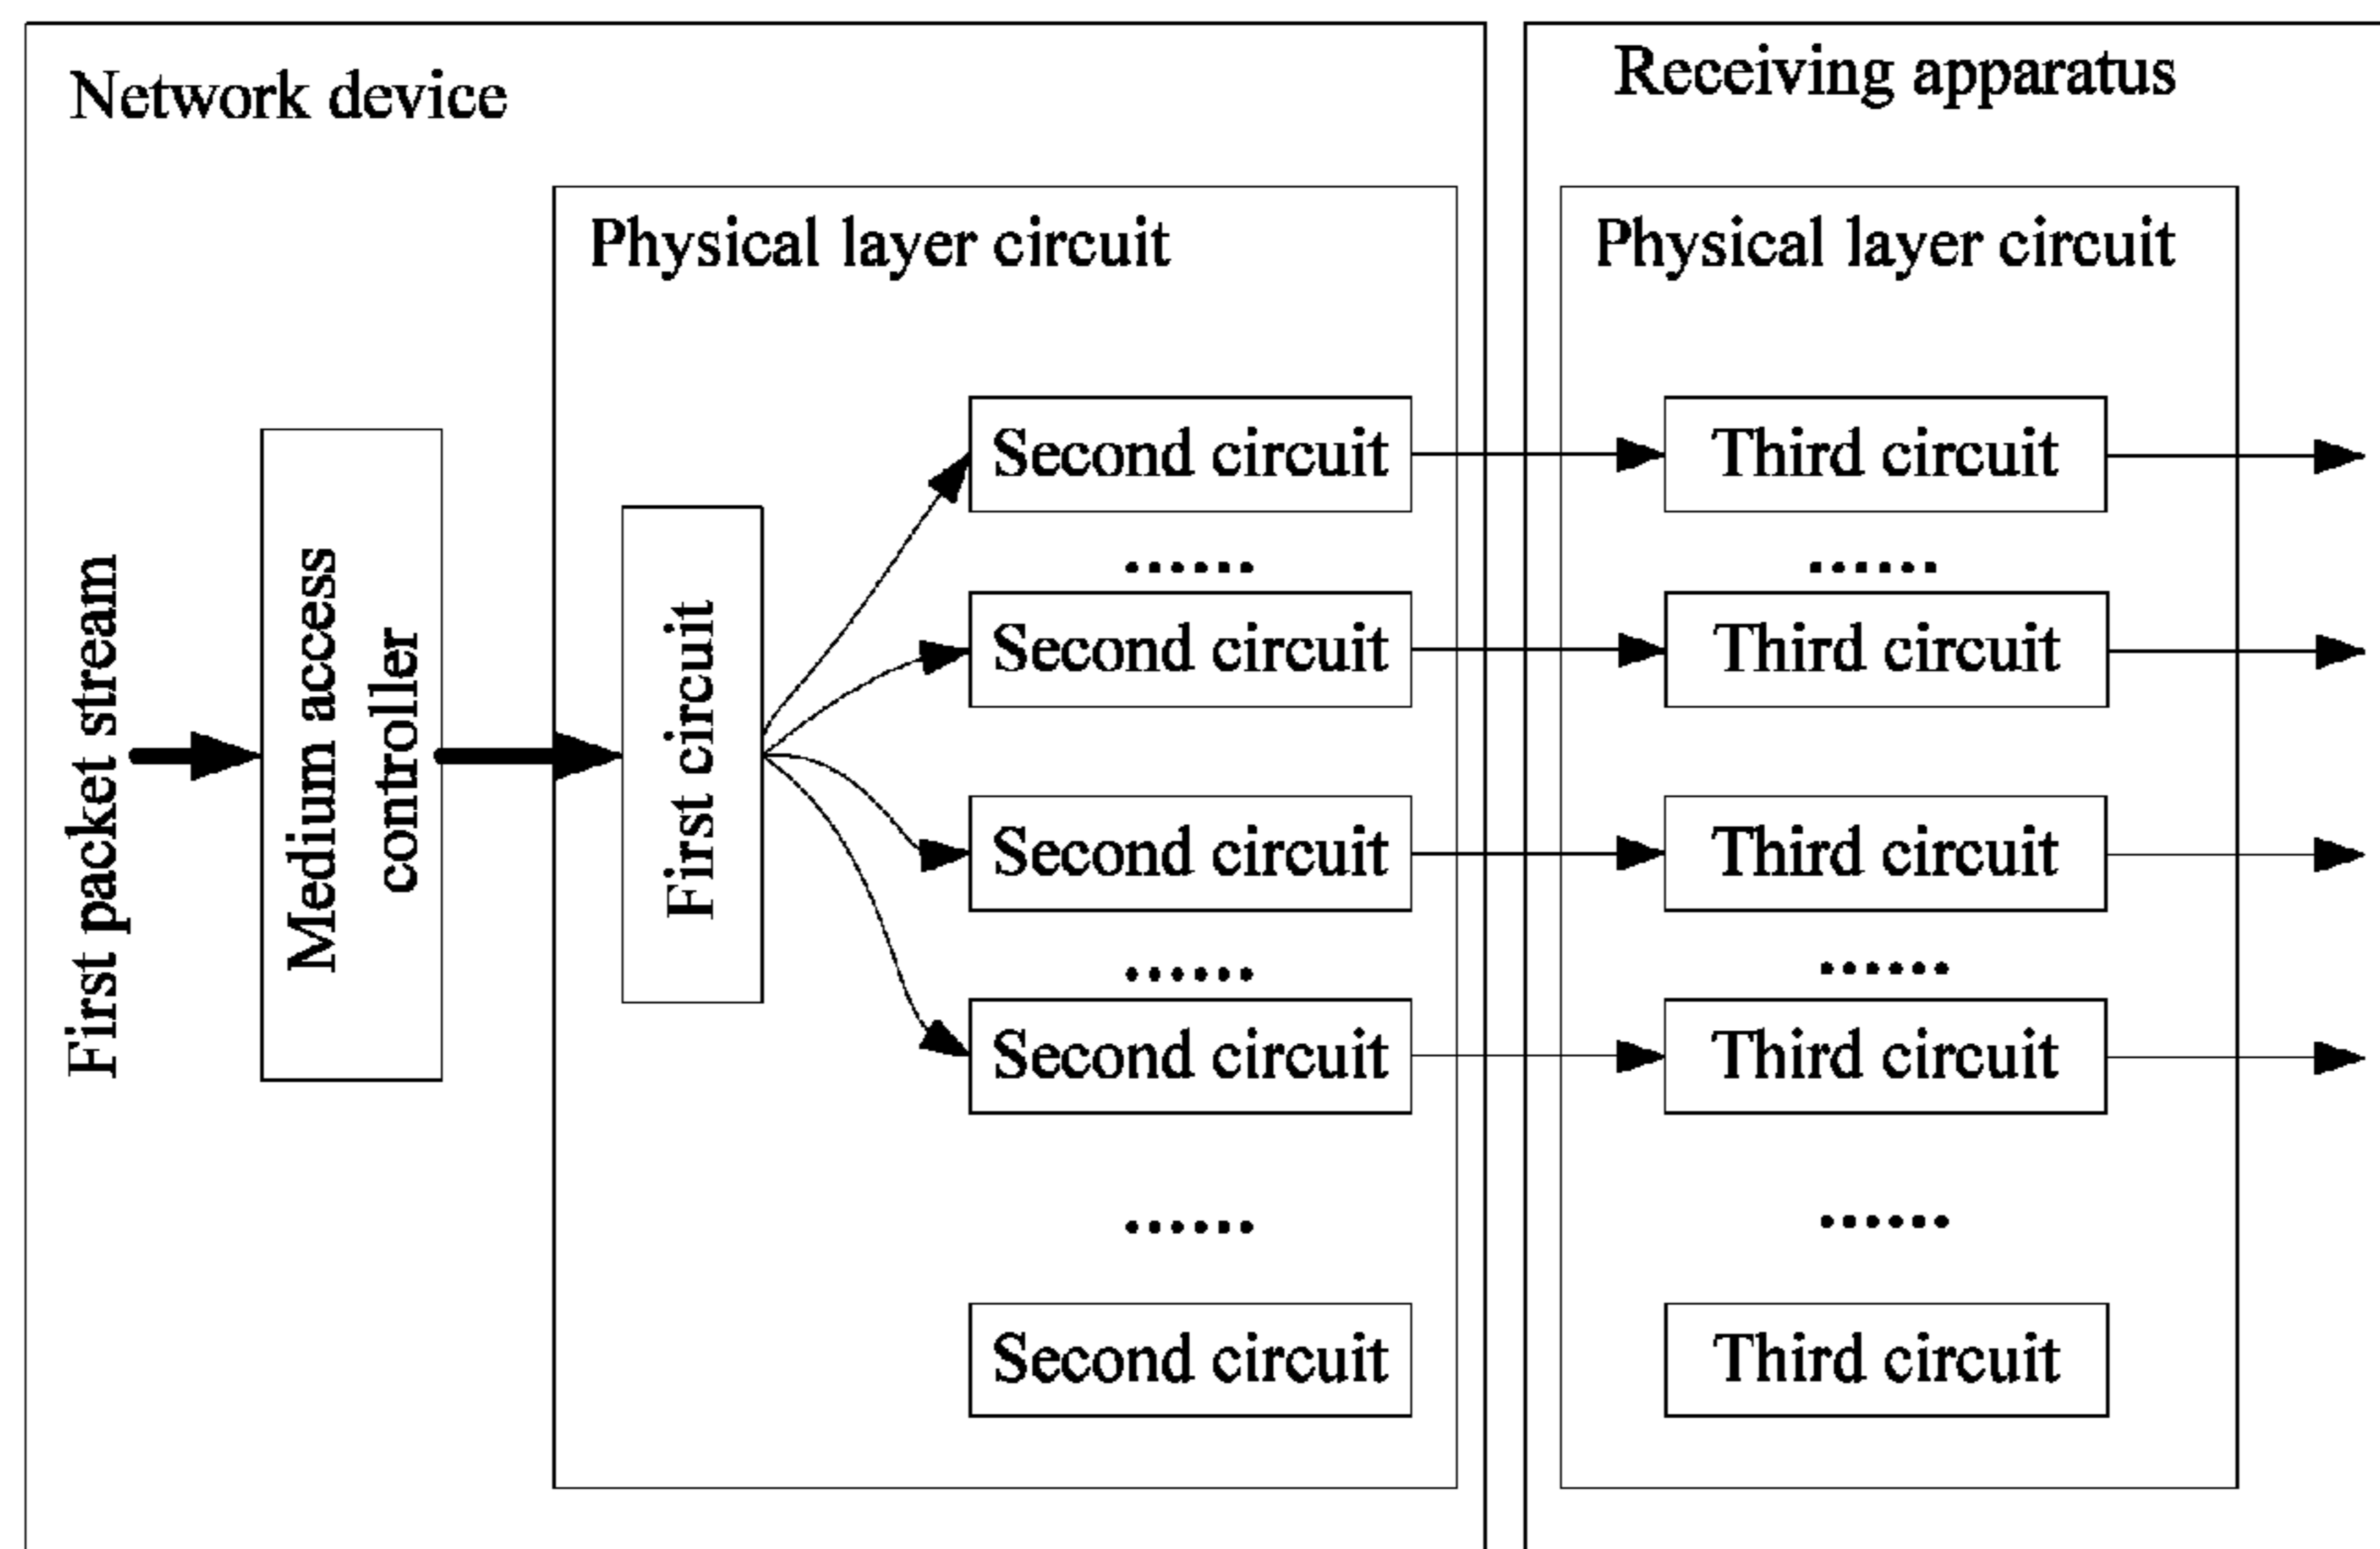 Network device
Receiving apparatus
Physical layer circuit
Physical layer circuit
First packet stream
Medium access
controller
First circuit
Second circuit
Third circuit
......
......
Second circuit
Third circuit
Second circuit
Third circuit
......
......
Second circuit
Third circuit
......
......
Second circuit
Third circuit